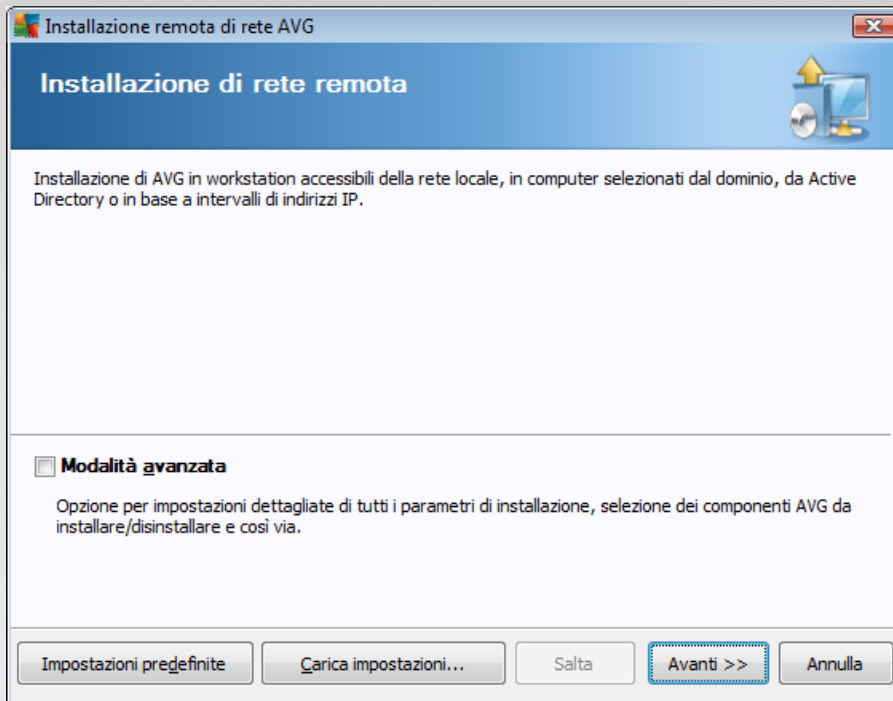 Installazione remota di rete AVG
Installazione di rete remota
Installazione di AVG in workstation accessibili della rete locale, in computer selezionati dal dominio, da Active
Directory o in base a intervalli di indirizzi IP.
Modalità avanzata
Opzione per impostazioni dettagliate di tutti i parametri di installazione, selezione dei componenti AVG da
installare/disinstallare e così via.
Impostazioni predefinite
Carica impostazioni...
Salta
Avanti >>
Annulla